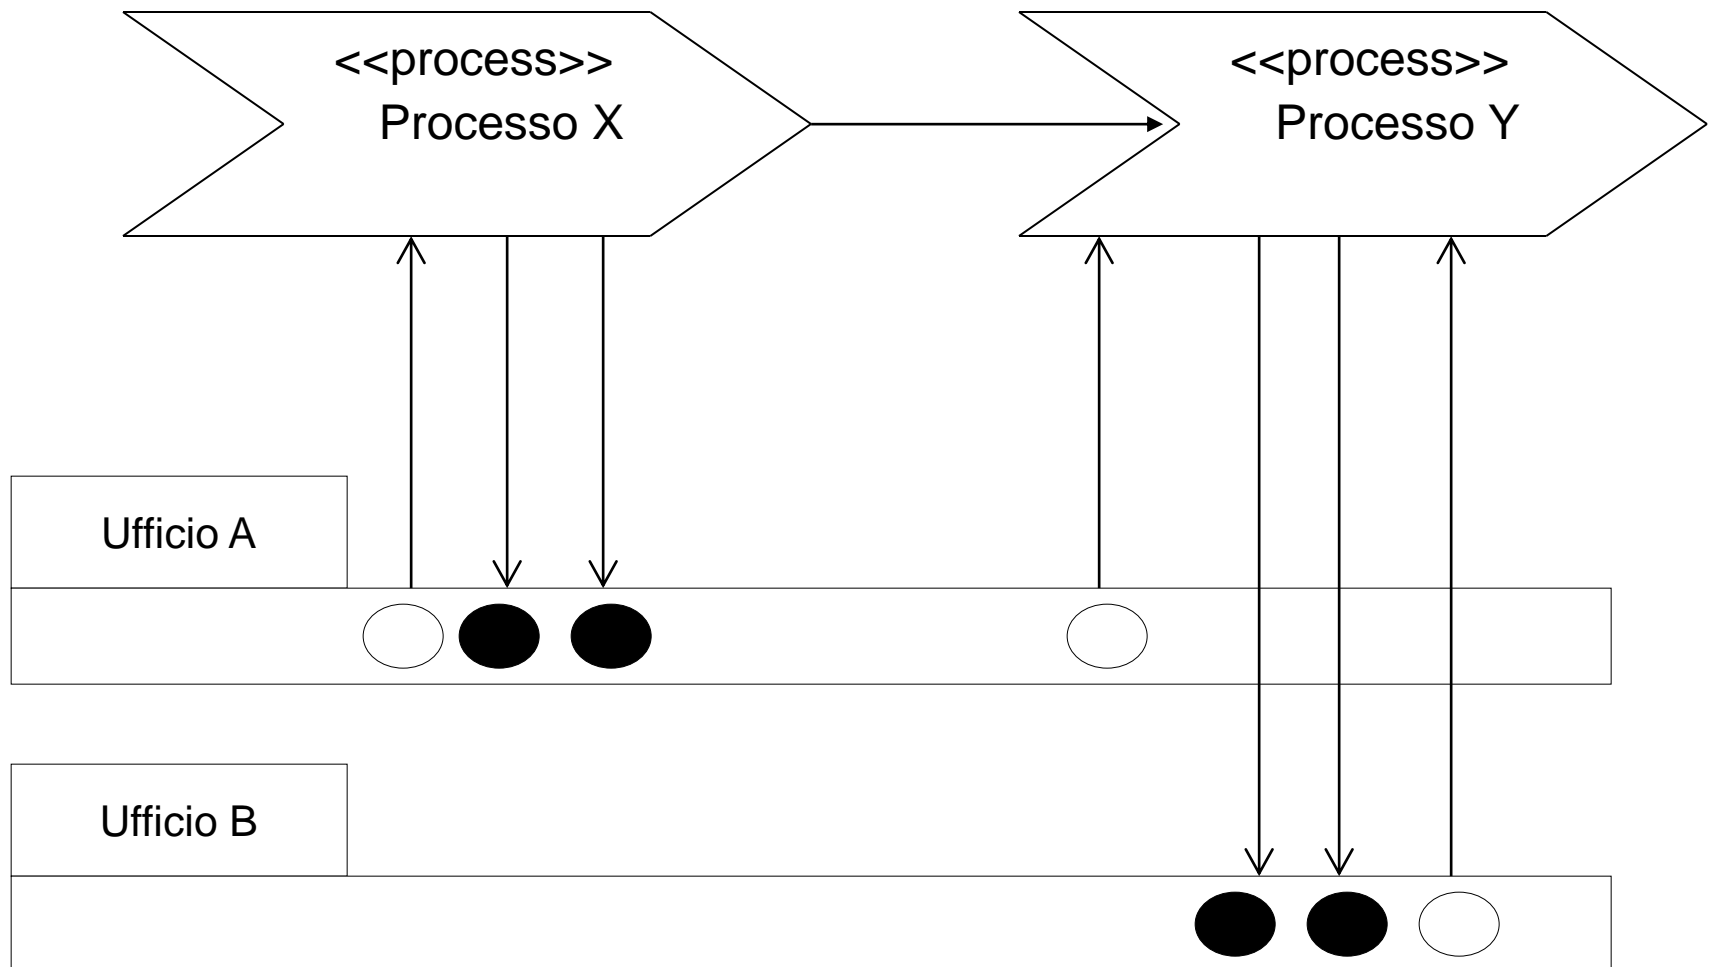 <<process>>
Processo X
<<process>>
Processo Y
Ufficio A
Ufficio B